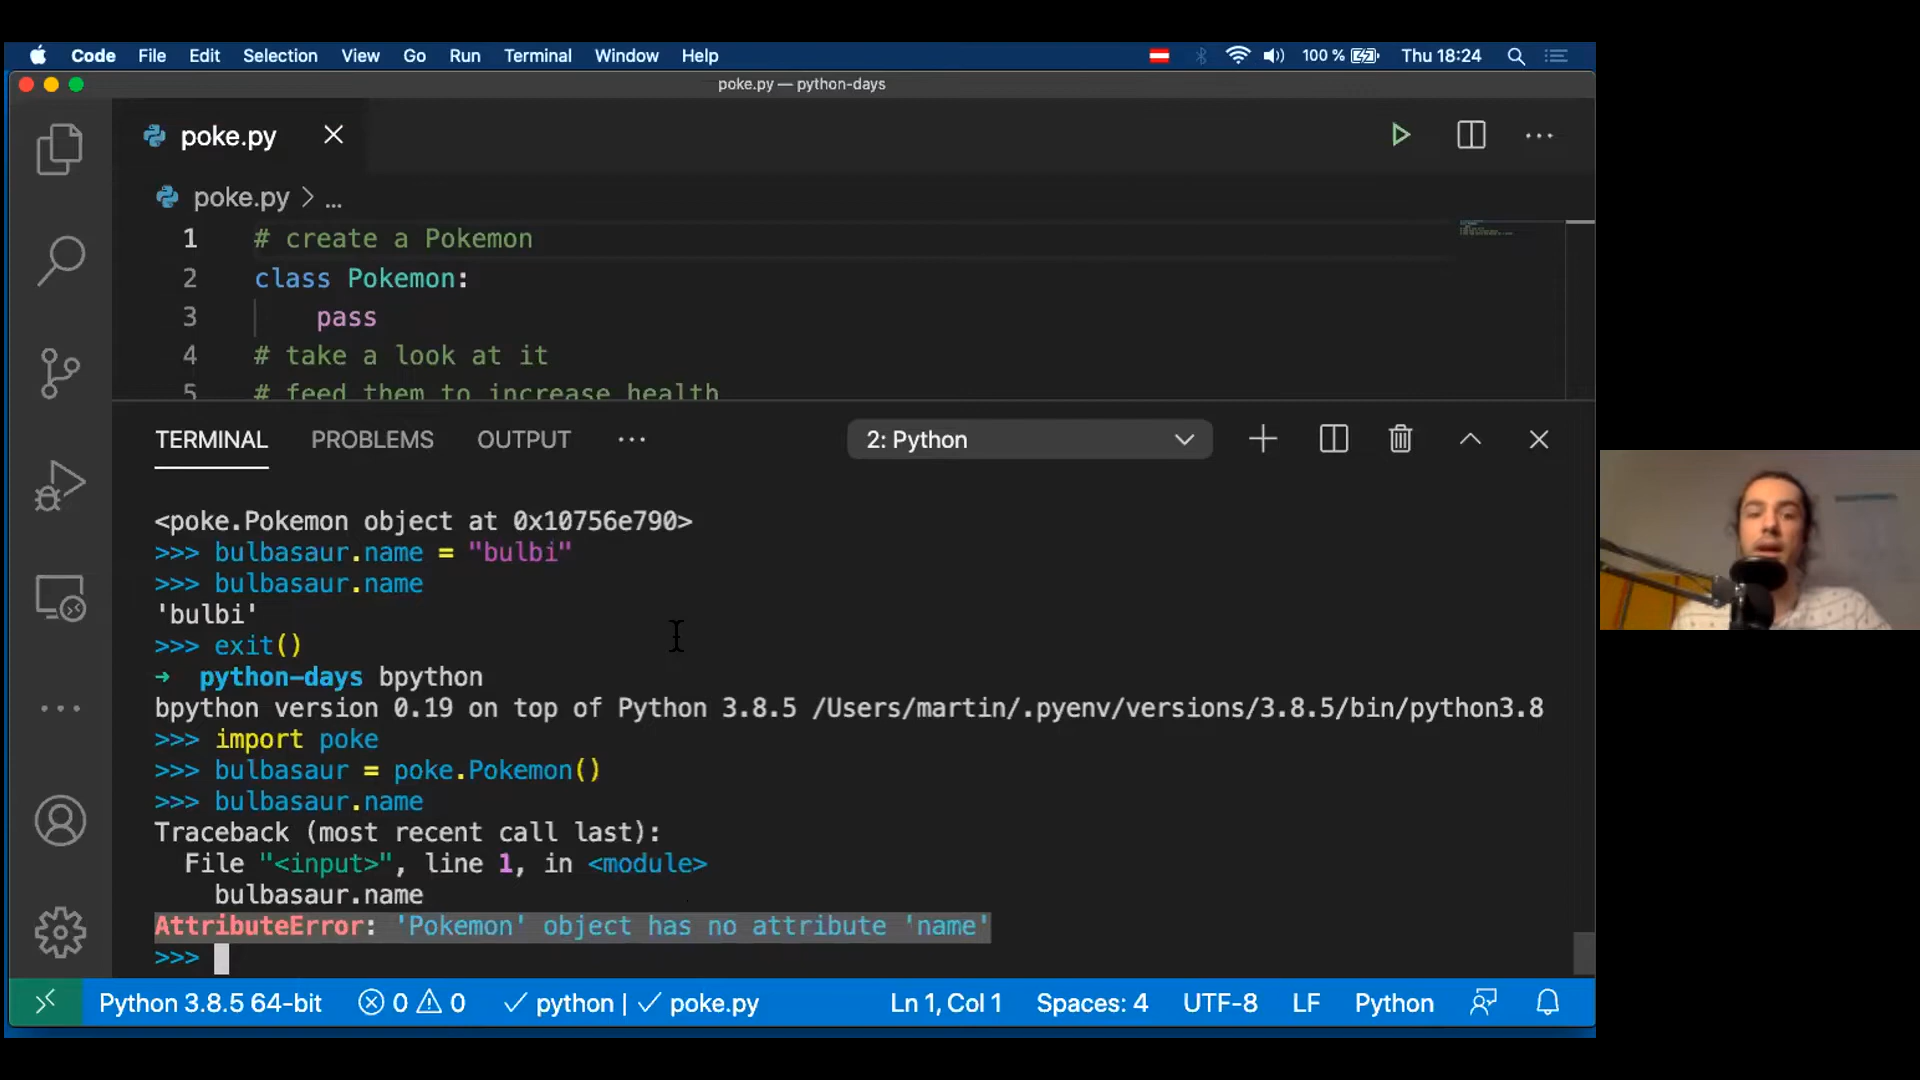 Code File Edit Selection View Go Run Terminal Window Help 100 % Thu 18:24
poke.py — python-days
poke.py
poke.py > ...
1 # create a Pokemon
2 class Pokemon:
3 pass
4 # take a look at it
5 # feed them to increase health
TERMINAL PROBLEMS OUTPUT ... 2: Python
<poke.Pokemon object at 0x10756e790>
>>> bulbasaur.name = "bulbi"
>>> bulbasaur.name
'bulbi'
>>> exit()
➜ python-days bpython
bpython version 0.19 on top of Python 3.8.5 /Users/martin/.pyenv/versions/3.8.5/bin/python3.8
>>> import poke
>>> bulbasaur = poke.Pokemon()
>>> bulbasaur.name
Traceback (most recent call last):
File "<input>", line 1, in <module>
bulbasaur.name
AttributeError: 'Pokemon' object has no attribute 'name'
>>>
Python 3.8.5 64-bit 0 0 ✓ python | ✓ poke.py Ln 1, Col 1 Spaces: 4 UTF-8 LF Python